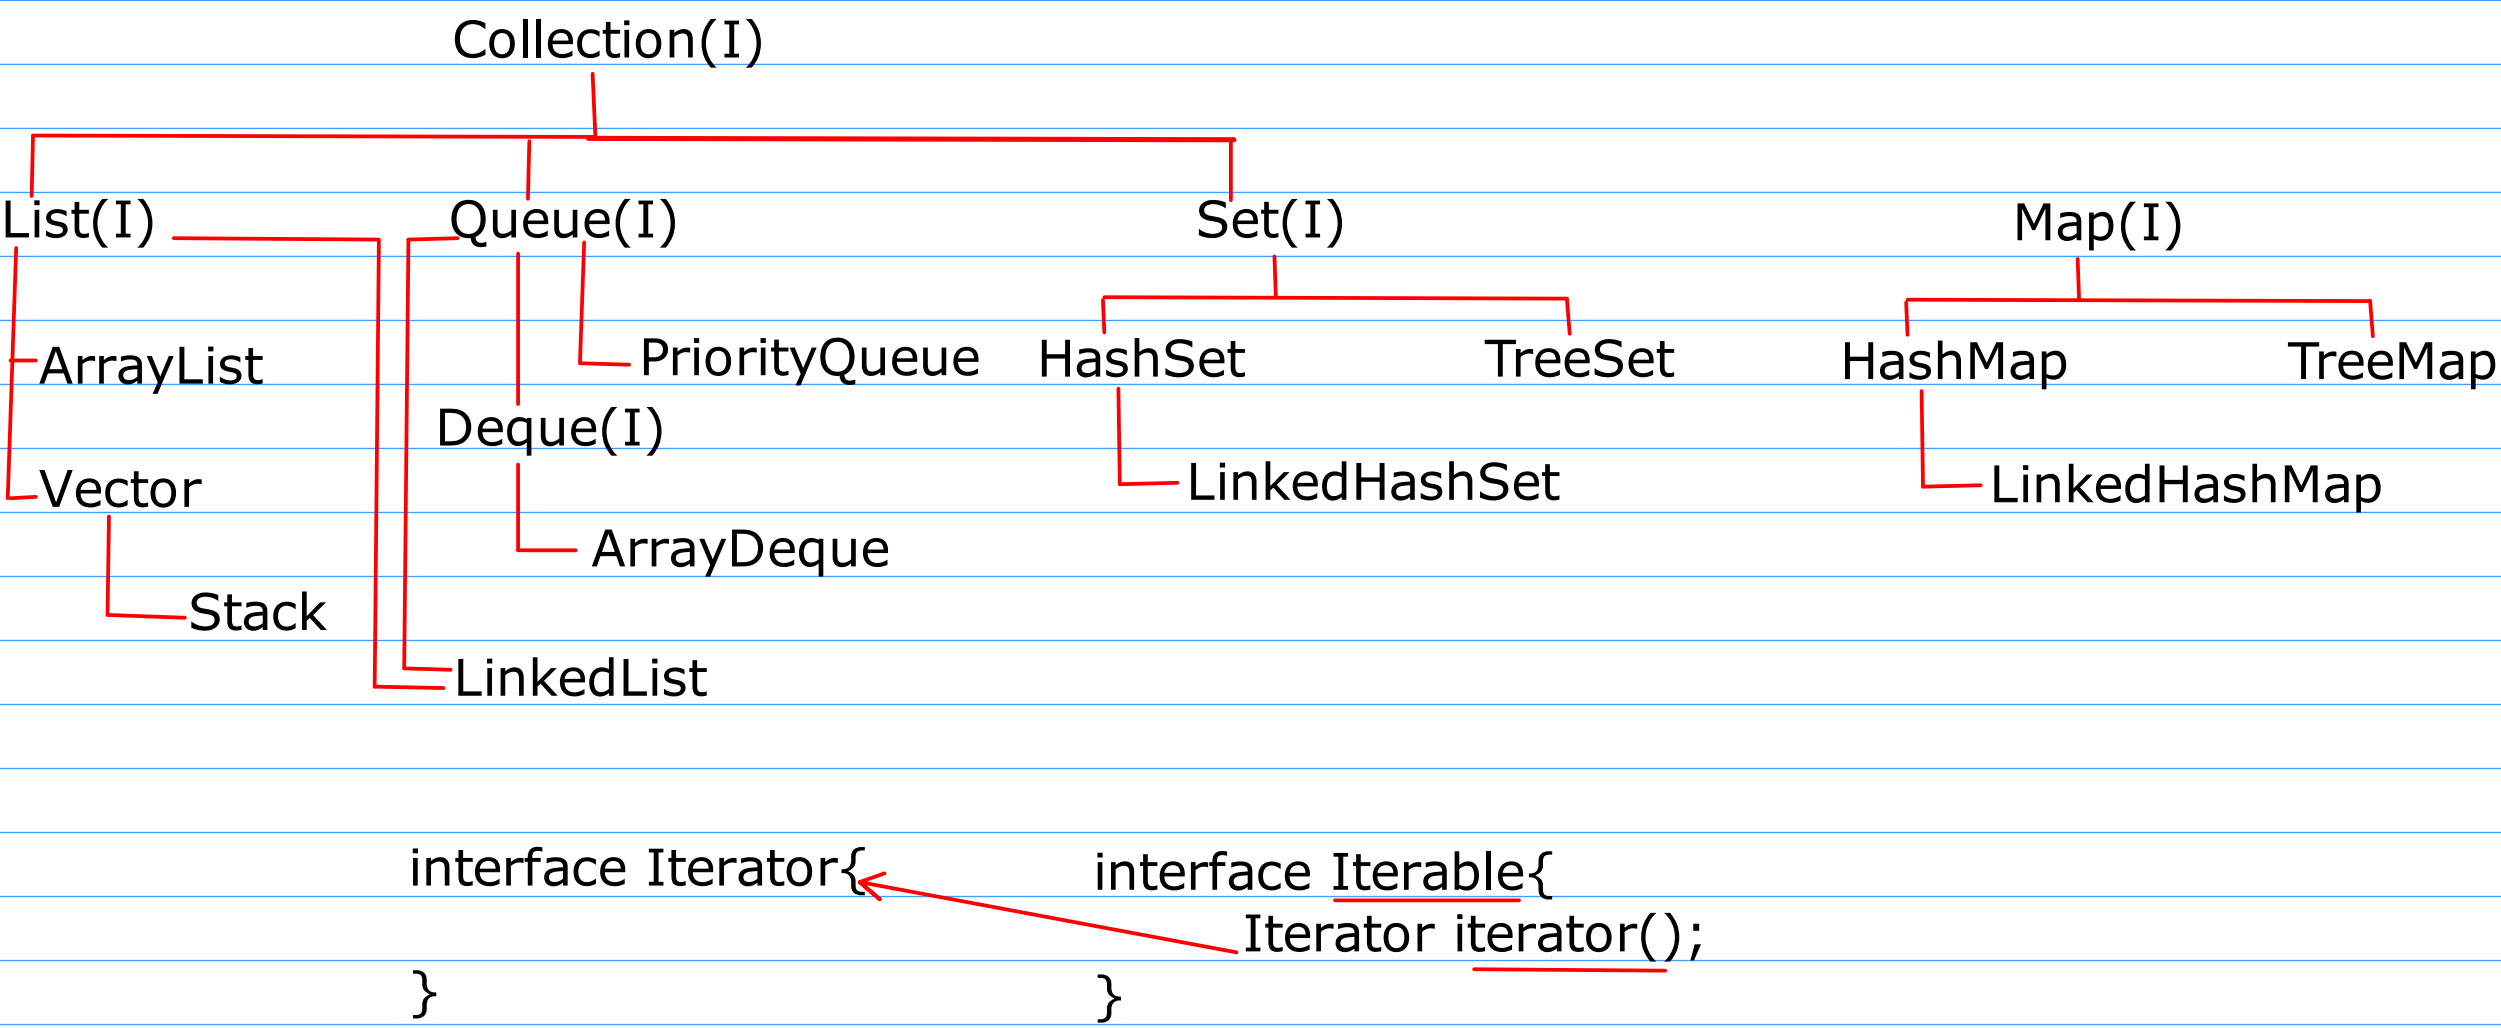 Collection(I)
List(I) Queue(I) Set(I) Map(I)
ArrayList PriorityQueue HashSet TreeSet HashMap TreeMap
Deque(I)
Vector LinkedHashSet LinkedHashMap
ArrayDeque
Stack
LinkedList
interface Iterator{ interface Iterable{
Iterator iterator();
} }